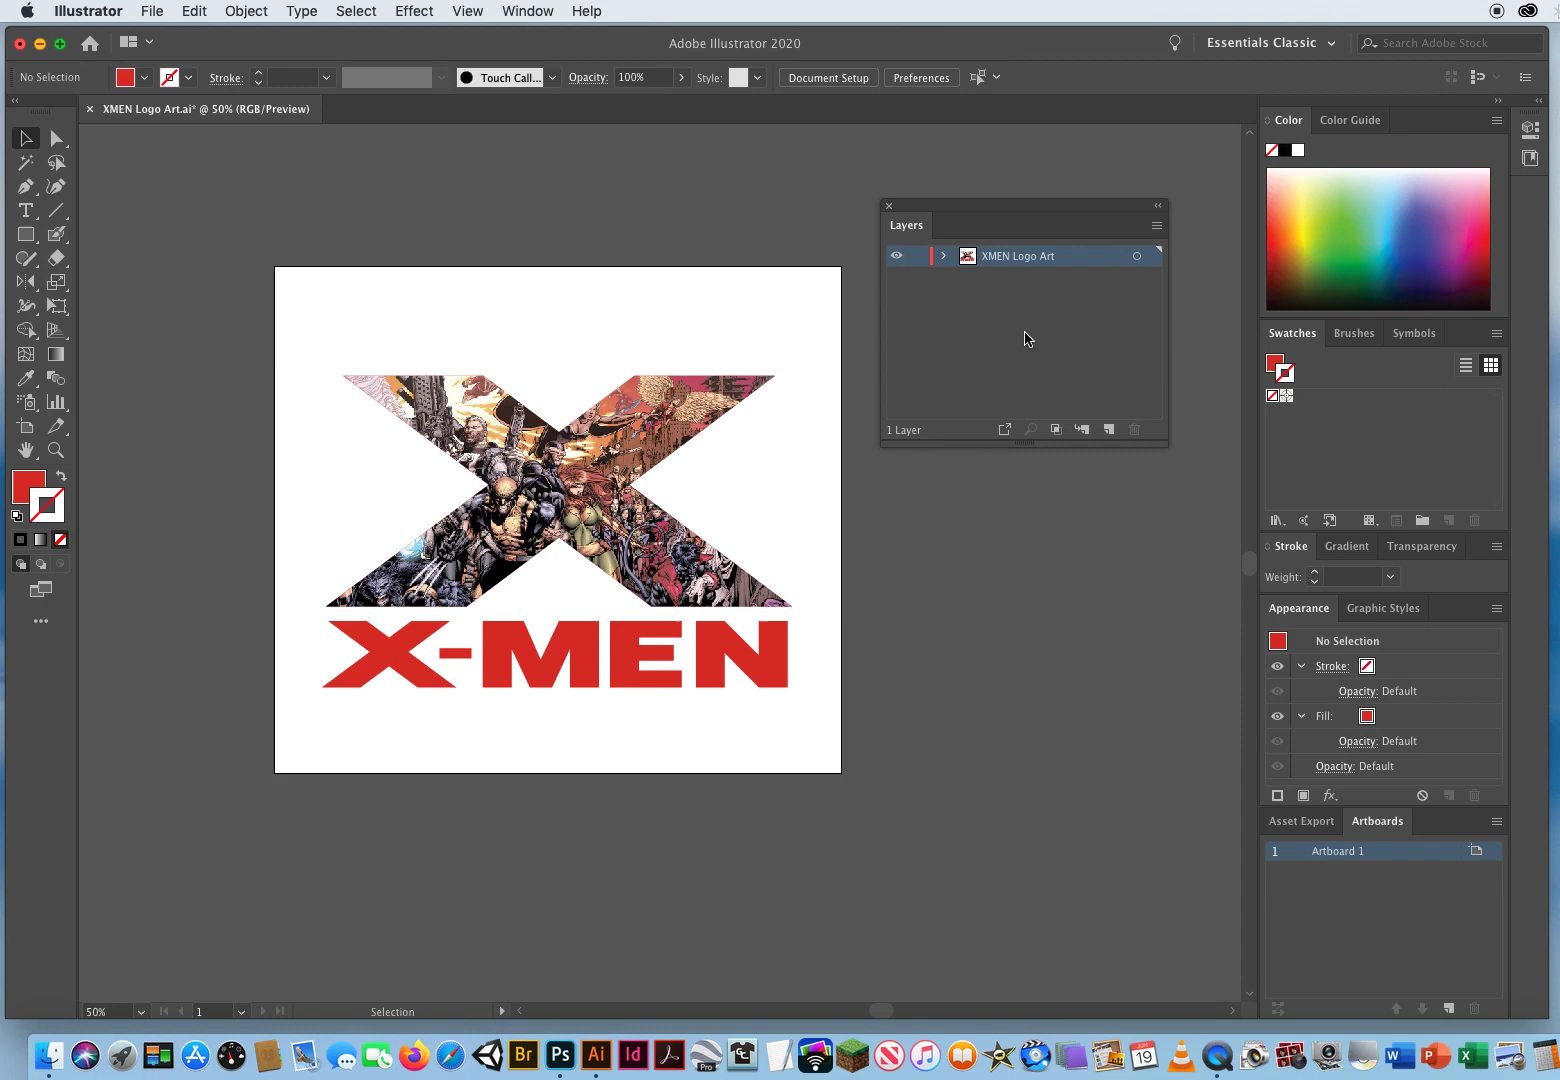 Illustrator File Edit Object Type Select Effect View Window Help
Adobe Illustrator 2020
Essentials Classic
Search Adobe Stock
No Selection
Stroke:
Touch Call...
Opacity: 100%
Style:
Document Setup
Preferences
XMEN Logo Art.ai* @ 50% (RGB/Preview)
Color
Color Guide
Layers
XMEN Logo Art
1 Layer
Swatches
Brushes
Symbols
X-MEN
Stroke
Gradient
Transparency
Weight:
Appearance
Graphic Styles
No Selection
Stroke:
Opacity: Default
Fill:
Opacity: Default
Opacity: Default
fx
Asset Export
Artboards
1 Artboard 1
50%
1
Selection
Br
Ps
Ai
Id
Pro
JUN
19
W
P
X